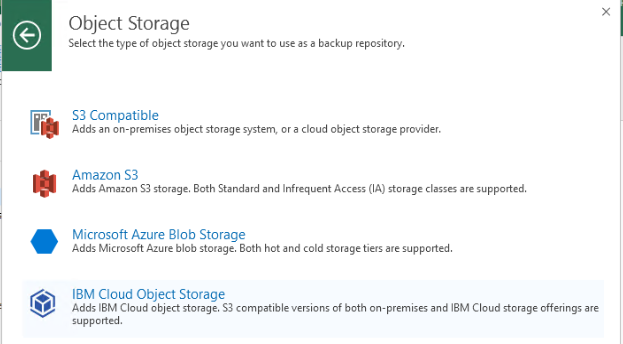 Object Storage
Select the type of object storage you want to use as a backup repository.
S3 Compatible
Adds an on-premises object storage system, or a cloud object storage provider.
Amazon S3
Adds Amazon S3 storage. Both Standard and Infrequent Access (IA) storage classes are supported.
Microsoft Azure Blob Storage
Adds Microsoft Azure blob storage. Both hot and cold storage tiers are supported.
IBM Cloud Object Storage
Adds IBM Cloud object storage. S3 compatible versions of both on-premises and IBM Cloud storage offerings are
supported.